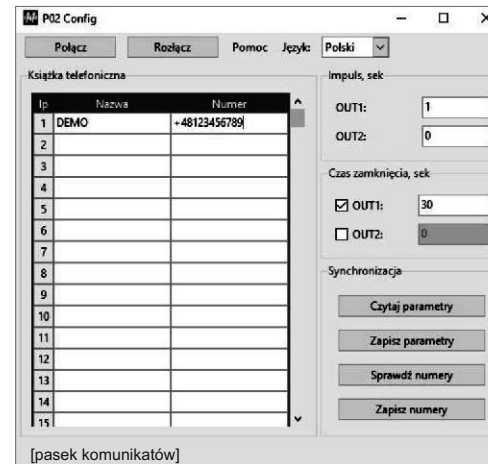 P02 Config
Połącz Rozłącz Pomoc Język: Polski
Książka telefoniczna
lp Nazwa Numer
1 DEMO +48123456789
2
3
4
5
6
7
8
9
10
11
12
13
14
15
Impuls, sek
OUT1: 1
OUT2: 0
Czas zamknięcia, sek
OUT1: 30
OUT2: 0
Synchronizacja
Czytaj parametry
Zapisz parametry
Sprawdź numery
Zapisz numery
[pasek komunikatów]